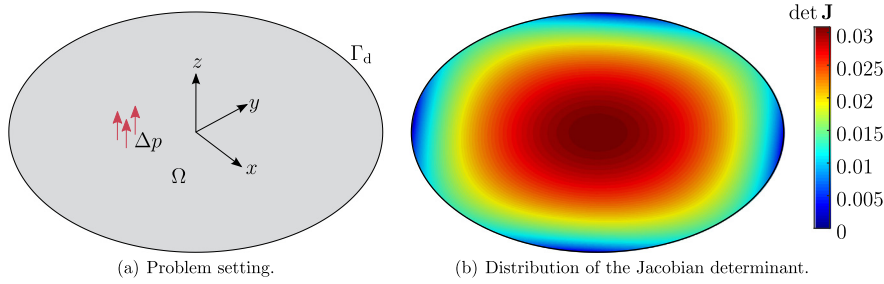 det J
Γd
z
y
x
Δp
Ω
0.03
0.025
0.02
0.015
0.01
0.005
0
(a) Problem setting.
(b) Distribution of the Jacobian determinant.